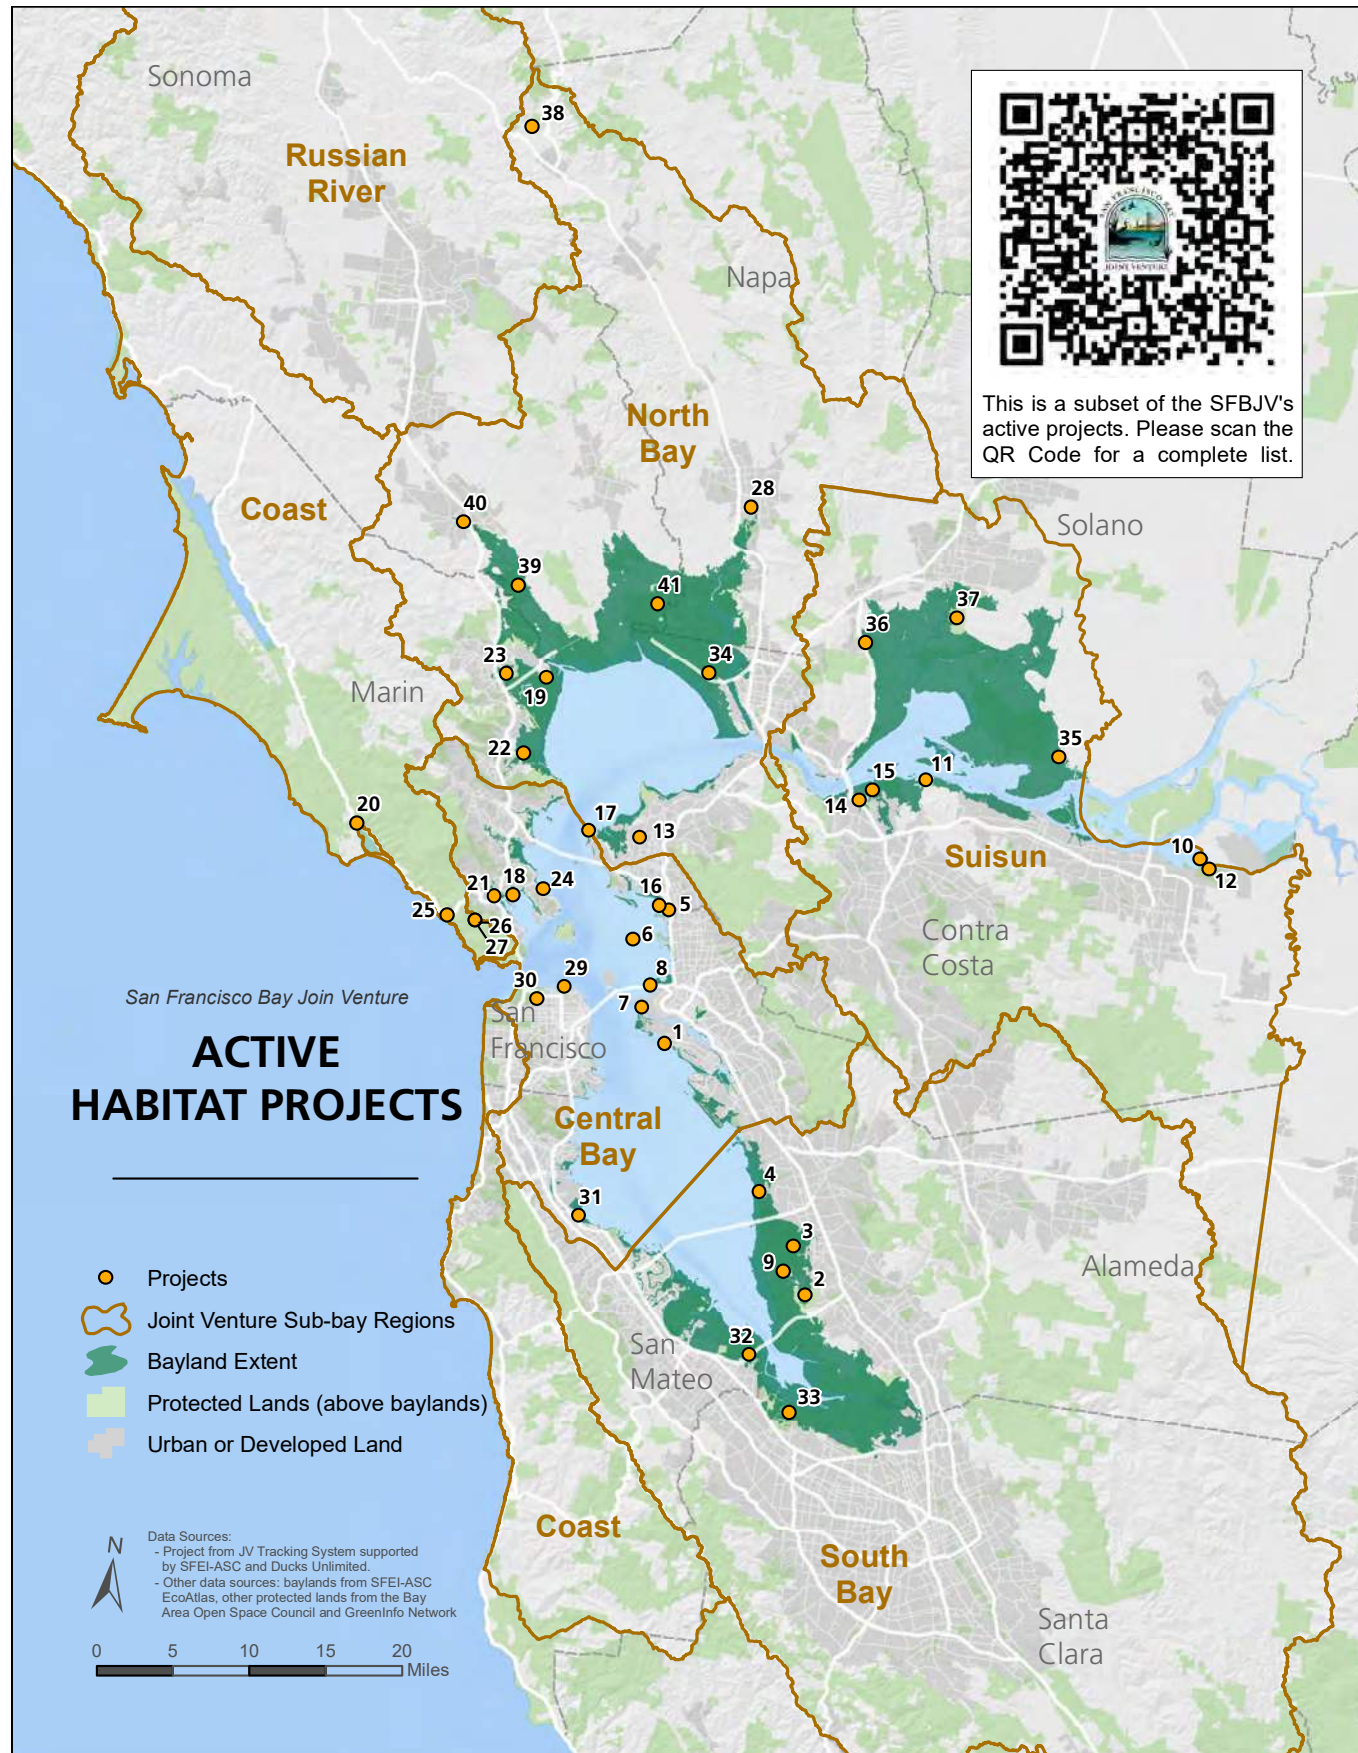 Sonoma
38
Russian
River
Napa
SAN FRANCISCO BAY
JOINT VENTURE
This is a subset of the SFBJV's
active projects. Please scan the
QR Code for a complete list.
North
Bay
Coast
40
28
Solano
39
41
37
36
23
19
34
Marin
22
35
15
11
14
20
17
13
Suisun
10
12
21
18
24
16
5
25
26
27
6
Contra
Costa
8
29
30
7
San
Francisco
1
San Francisco Bay Join Venture
ACTIVE
HABITAT PROJECTS
Central
Bay
4
31
3
9
2
Alameda
Projects
Joint Venture Sub-bay Regions
Bayland Extent
Protected Lands (above baylands)
Urban or Developed Land
32
San
Mateo
33
Coast
South
Bay
Santa
Clara
N
Data Sources:
- Project from JV Tracking System supported
by SFEI-ASC and Ducks Unlimited.
- Other data sources: baylands from SFEI-ASC
EcoAtlas, other protected lands from the Bay
Area Open Space Council and GreenInfo Network
0 5 10 15 20
Miles